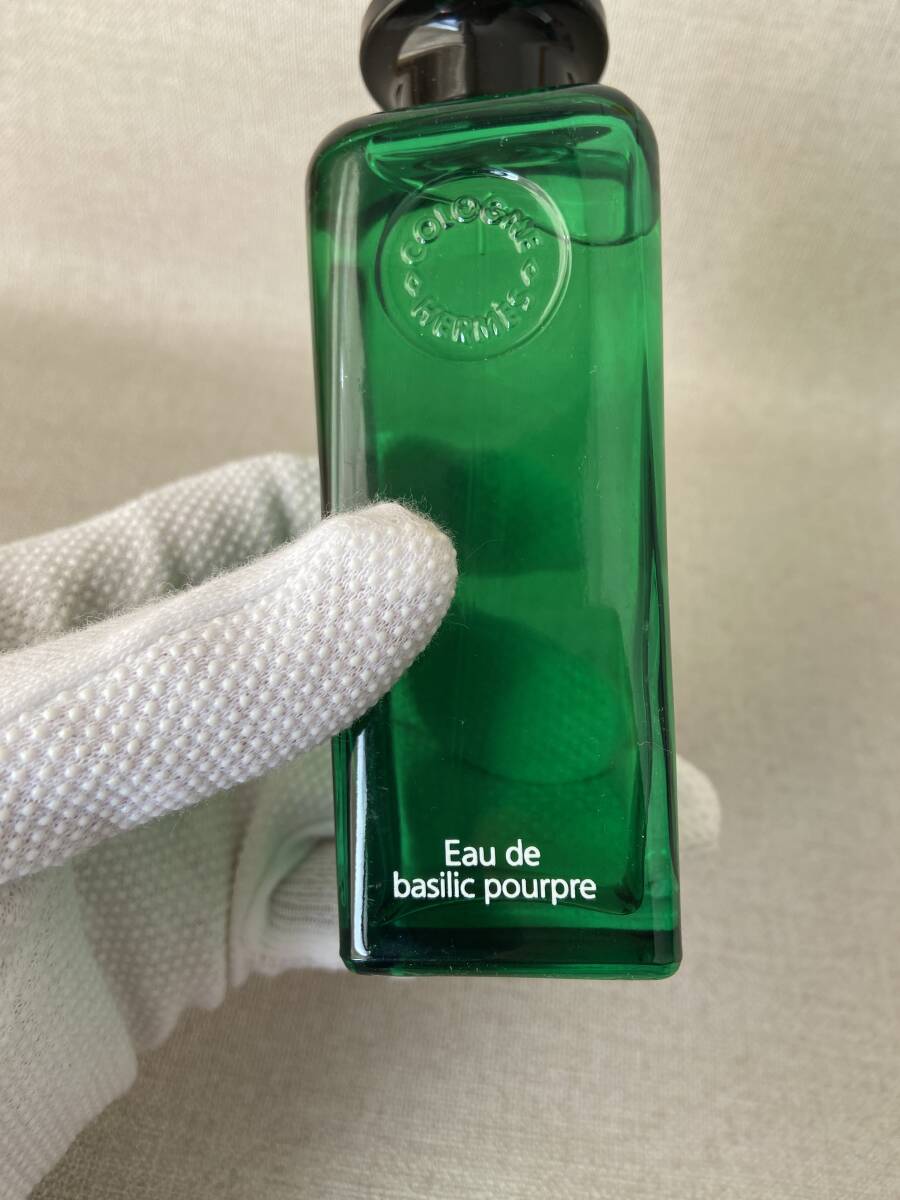 COLOGNE
HERMÈS
Eau de
basilic pourpre